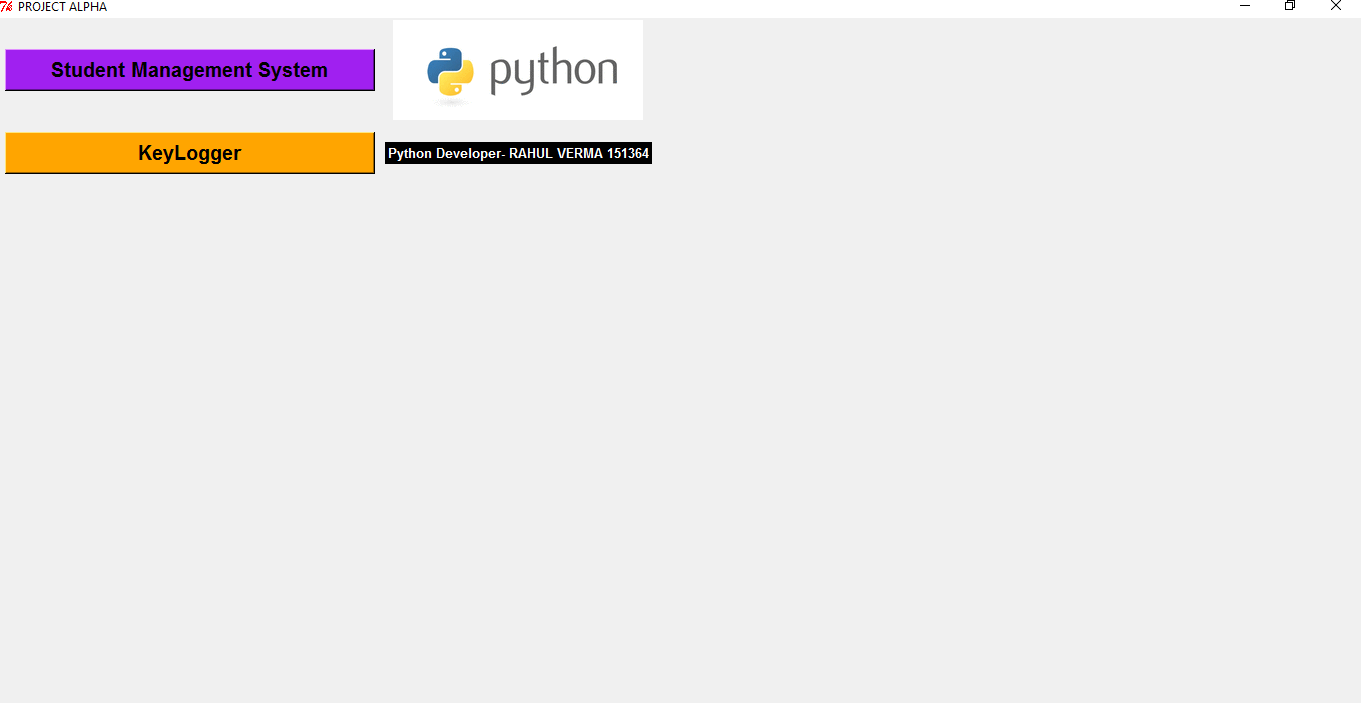 PROJECT ALPHA
Student Management System
python
KeyLogger
Python Developer- RAHUL VERMA 151364